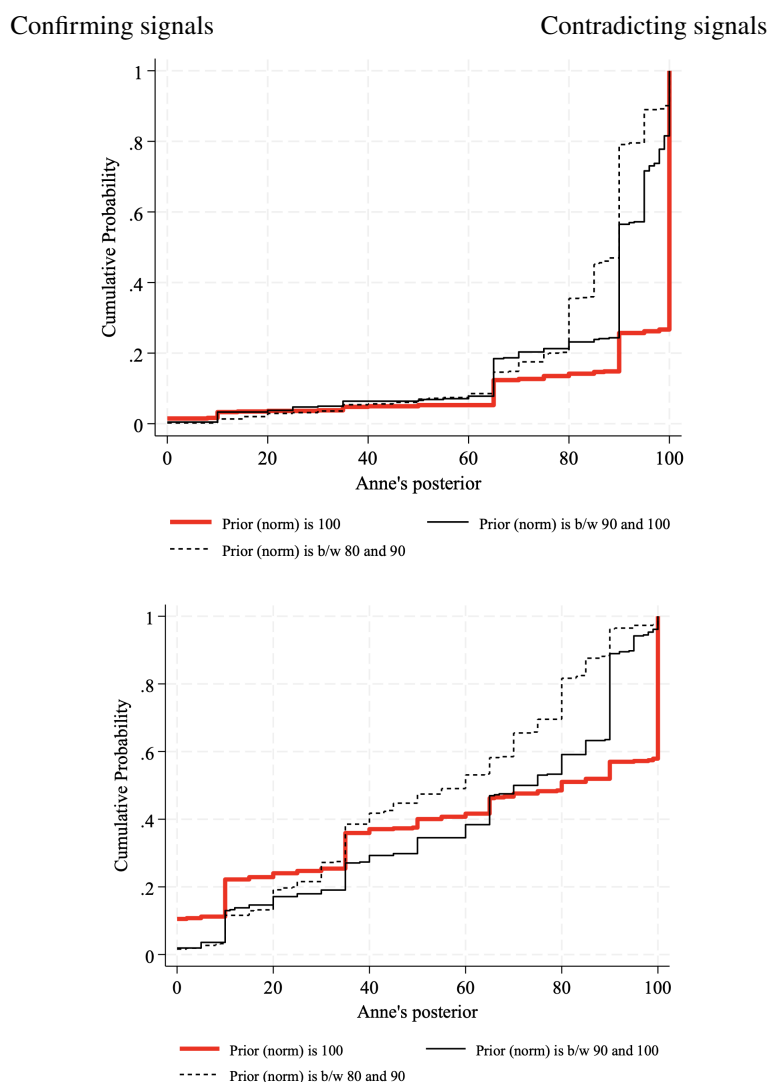 Confirming signals Contradicting signals
1
.8
.6
.4
.2
0
Cumulative Probability
0 20 40 60 80 100
Anne's posterior
Prior (norm) is 100 Prior (norm) is b/w 90 and 100
Prior (norm) is b/w 80 and 90
1
.8
.6
.4
.2
0
Cumulative Probability
0 20 40 60 80 100
Anne's posterior
Prior (norm) is 100 Prior (norm) is b/w 90 and 100
Prior (norm) is b/w 80 and 90